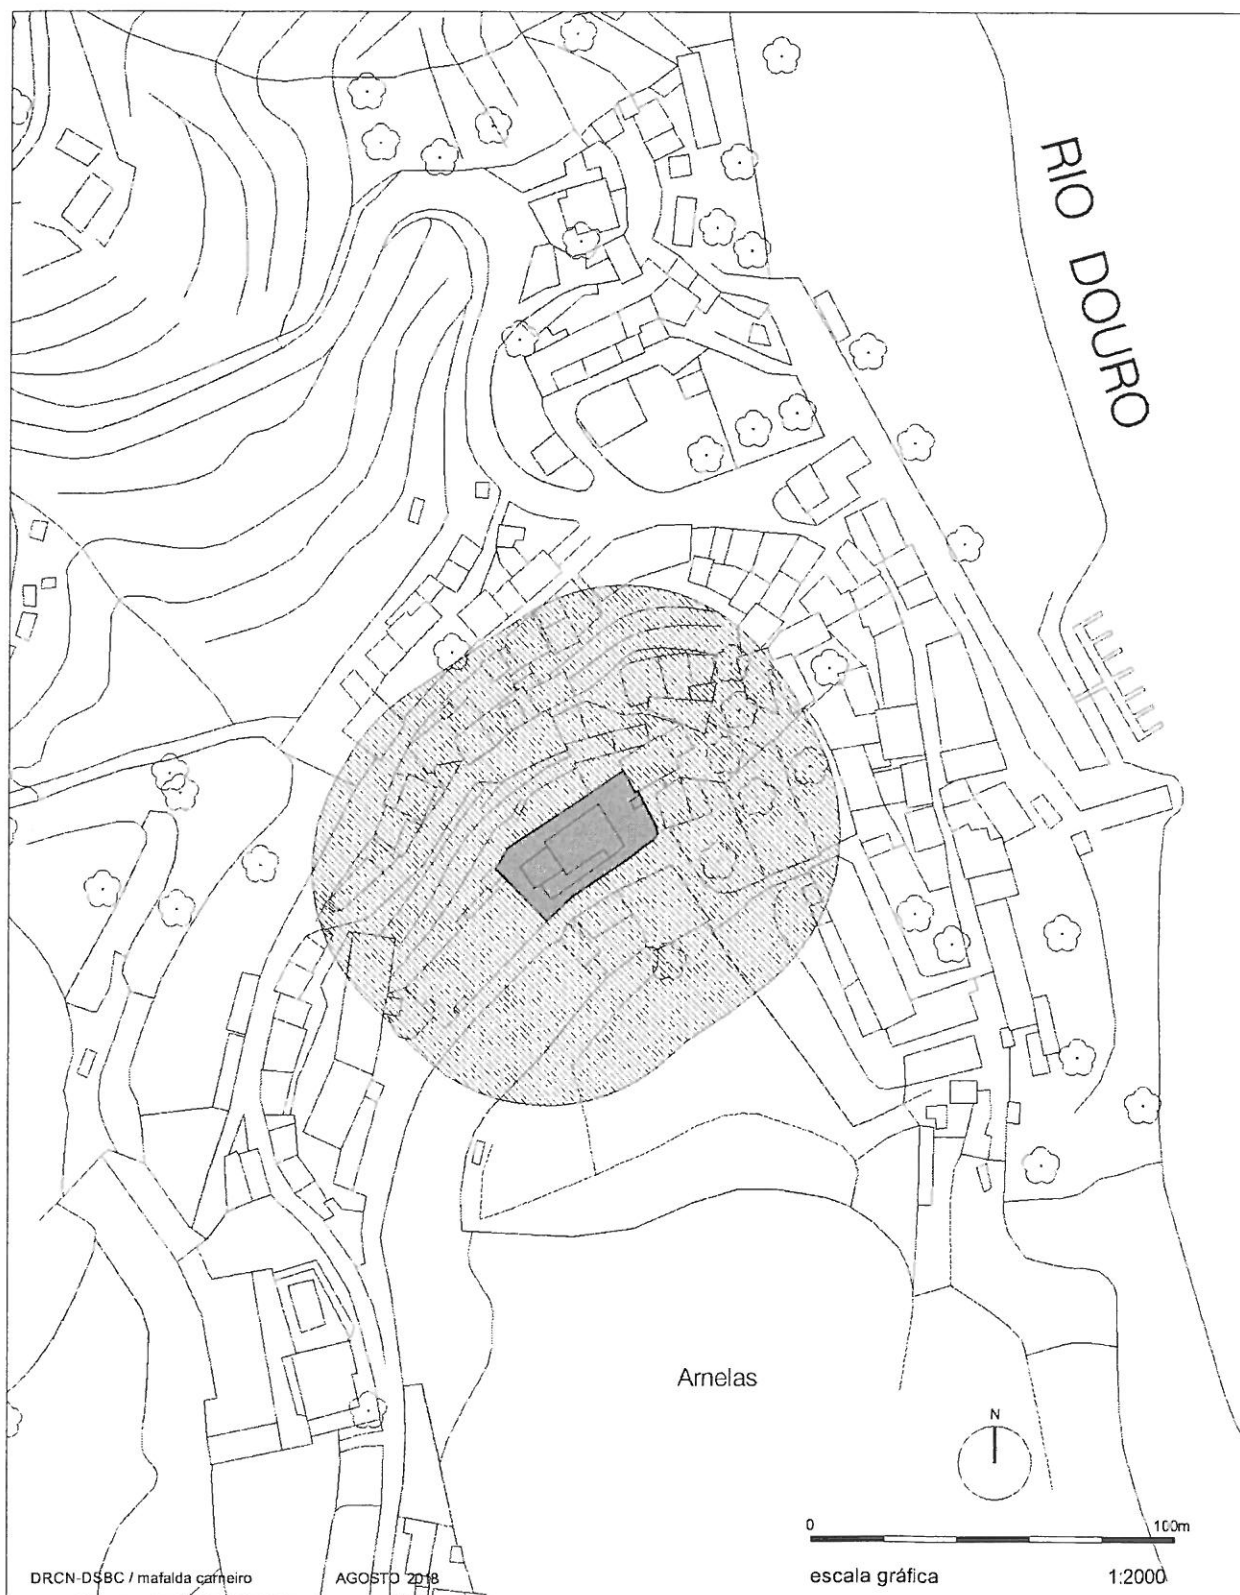 RIO DOURO
Arnelas
N
0 100m
escala gráfica 1:2000
DRCN-DSBC / mafalda carneiro AGOSTO 2018